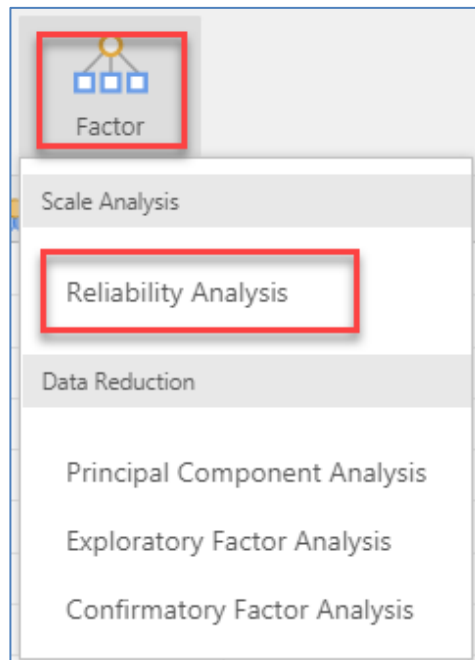 Factor
Scale Analysis
Reliability Analysis
Data Reduction
Principal Component Analysis
Exploratory Factor Analysis
Confirmatory Factor Analysis